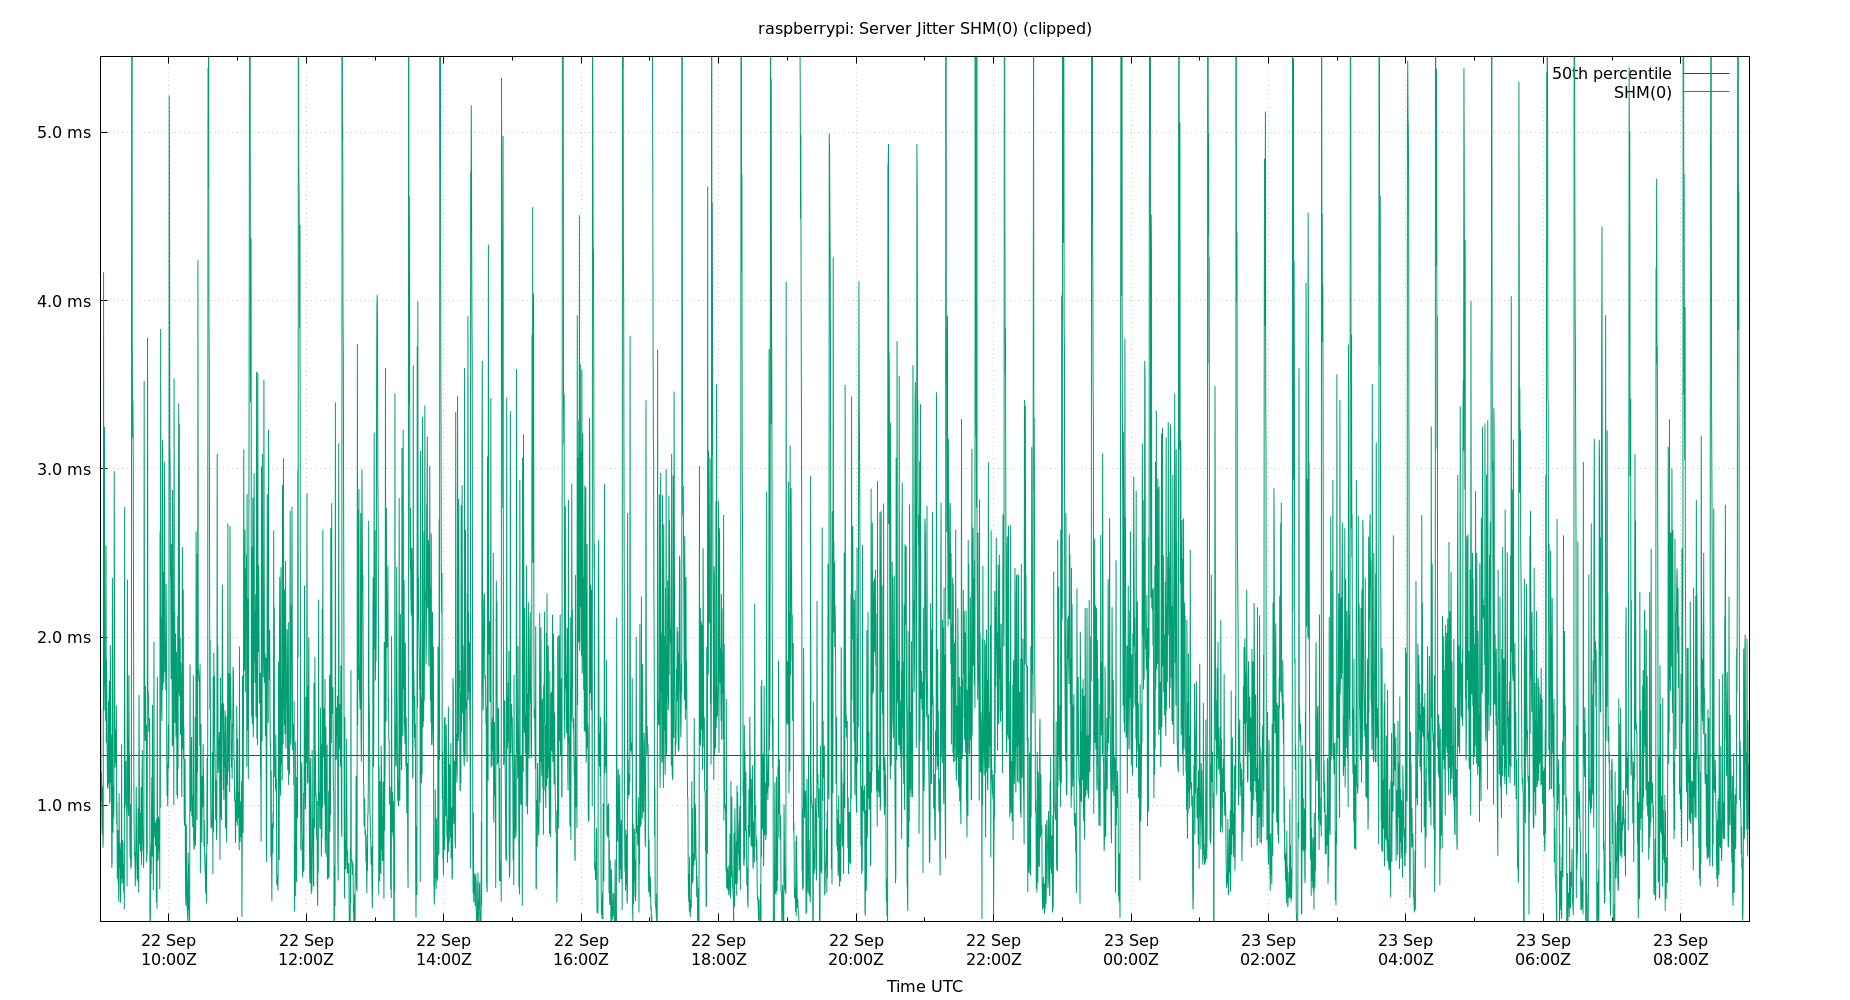 raspberrypi: Server Jitter SHM(0) (clipped)
50th percentile
SHM(0)
5.0 ms
4.0 ms
3.0 ms
2.0 ms
1.0 ms
22 Sep 22 Sep 22 Sep 22 Sep 22 Sep 22 Sep 22 Sep 23 Sep 23 Sep 23 Sep 23 Sep 23 Sep
10:00Z 12:00Z 14:00Z 16:00Z 18:00Z 20:00Z 22:00Z 00:00Z 02:00Z 04:00Z 06:00Z 08:00Z
Time UTC